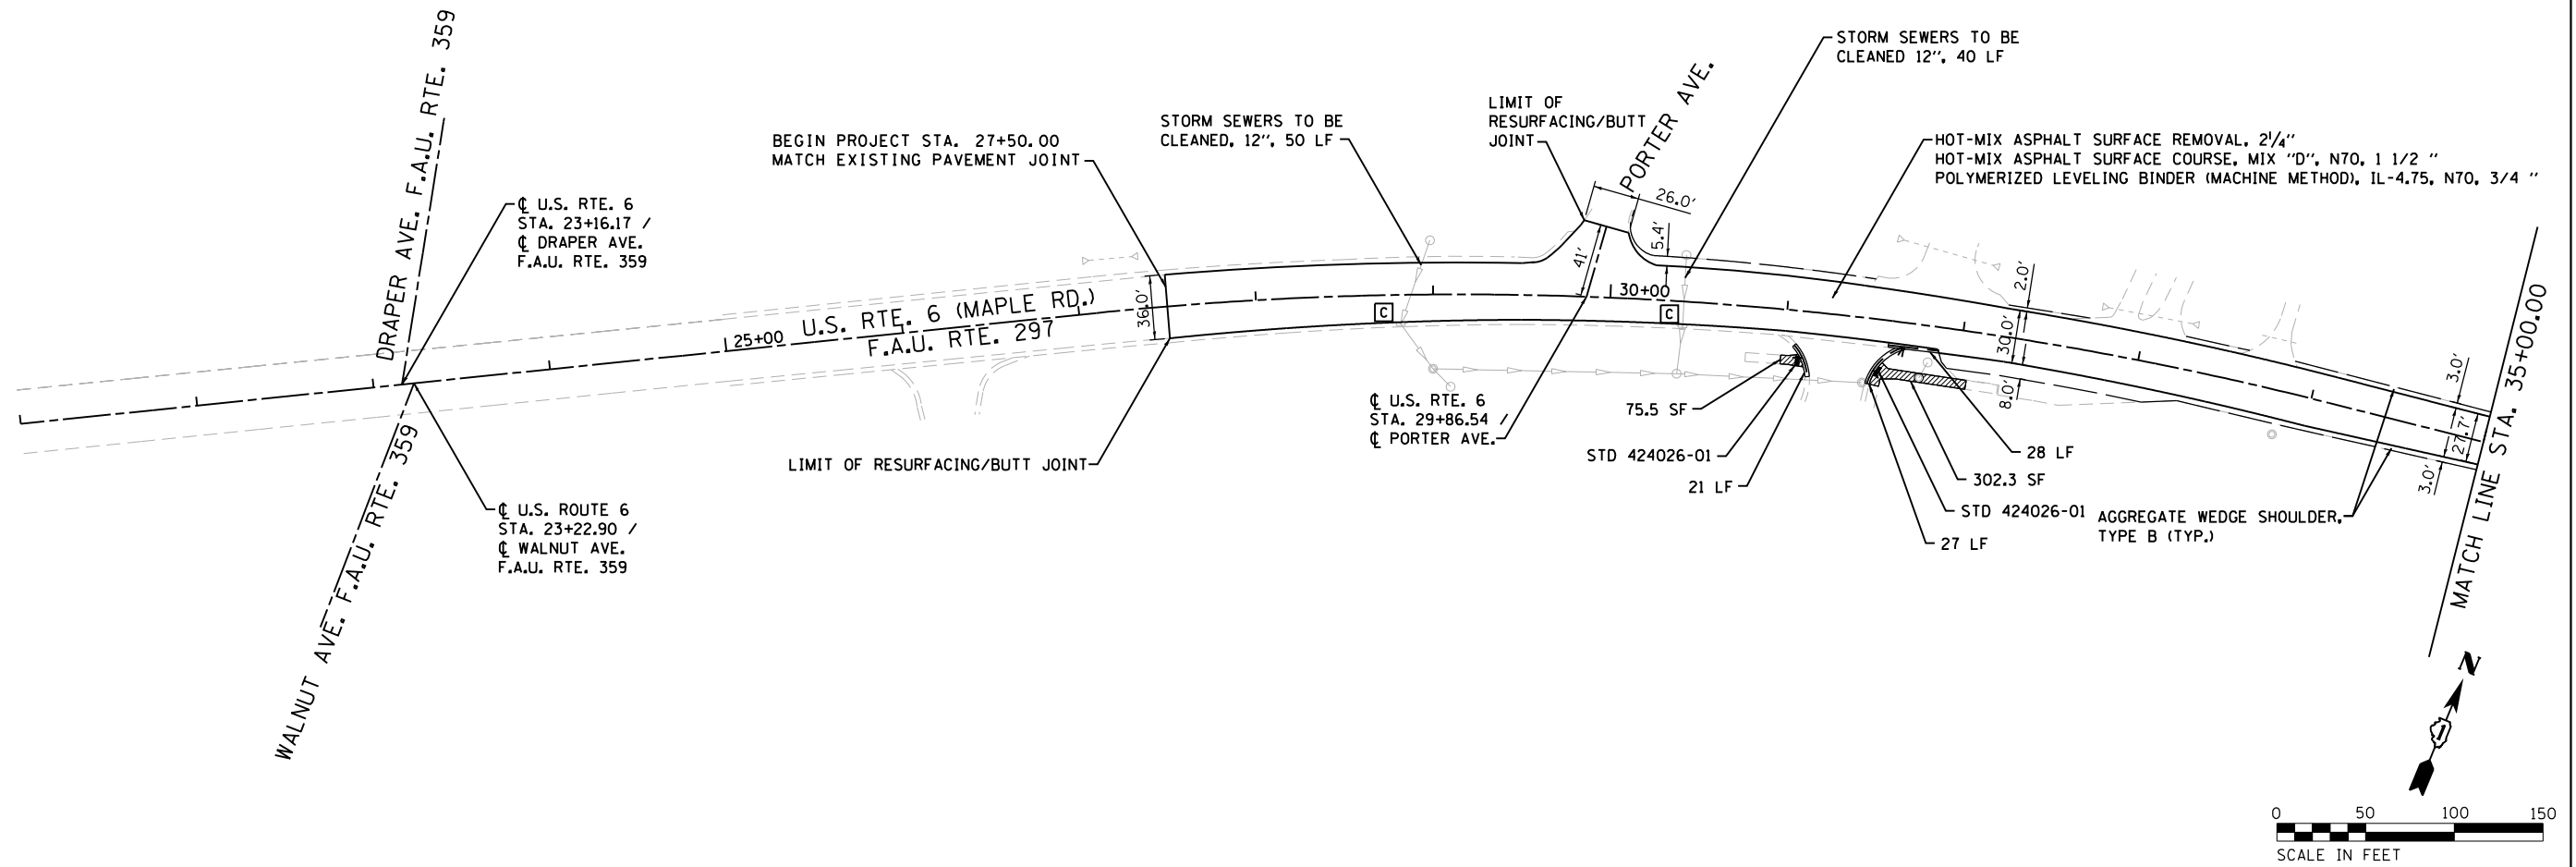 DRAPER AVE. F.A.U. RTE. 359
℄ U.S. RTE. 6
STA. 23+16.17 /
℄ DRAPER AVE.
F.A.U. RTE. 359
BEGIN PROJECT STA. 27+50.00
MATCH EXISTING PAVEMENT JOINT
STORM SEWERS TO BE
CLEANED, 12", 50 LF
LIMIT OF
RESURFACING/BUTT
JOINT
PORTER AVE.
STORM SEWERS TO BE
CLEANED 12", 40 LF
HOT-MIX ASPHALT SURFACE REMOVAL, 2 1/4"
HOT-MIX ASPHALT SURFACE COURSE, MIX "D", N70, 1 1/2 "
POLYMERIZED LEVELING BINDER (MACHINE METHOD), IL-4.75, N70, 3/4 "
26.0'
5.4'
41'
36.0'
25+00
U.S. RTE. 6 (MAPLE RD.)
F.A.U. RTE. 297
30+00
C
C
2.0'
30.0'
8.0'
3.0'
27.7'
3.0'
MATCH LINE STA. 35+00.00
WALNUT AVE. F.A.U. RTE. 359
℄ U.S. ROUTE 6
STA. 23+22.90 /
℄ WALNUT AVE.
F.A.U. RTE. 359
LIMIT OF RESURFACING/BUTT JOINT
℄ U.S. RTE. 6
STA. 29+86.54 /
℄ PORTER AVE.
75.5 SF
STD 424026-01
21 LF
28 LF
302.3 SF
STD 424026-01
27 LF
AGGREGATE WEDGE SHOULDER,
TYPE B (TYP.)
N
1
0 50 100 150
SCALE IN FEET